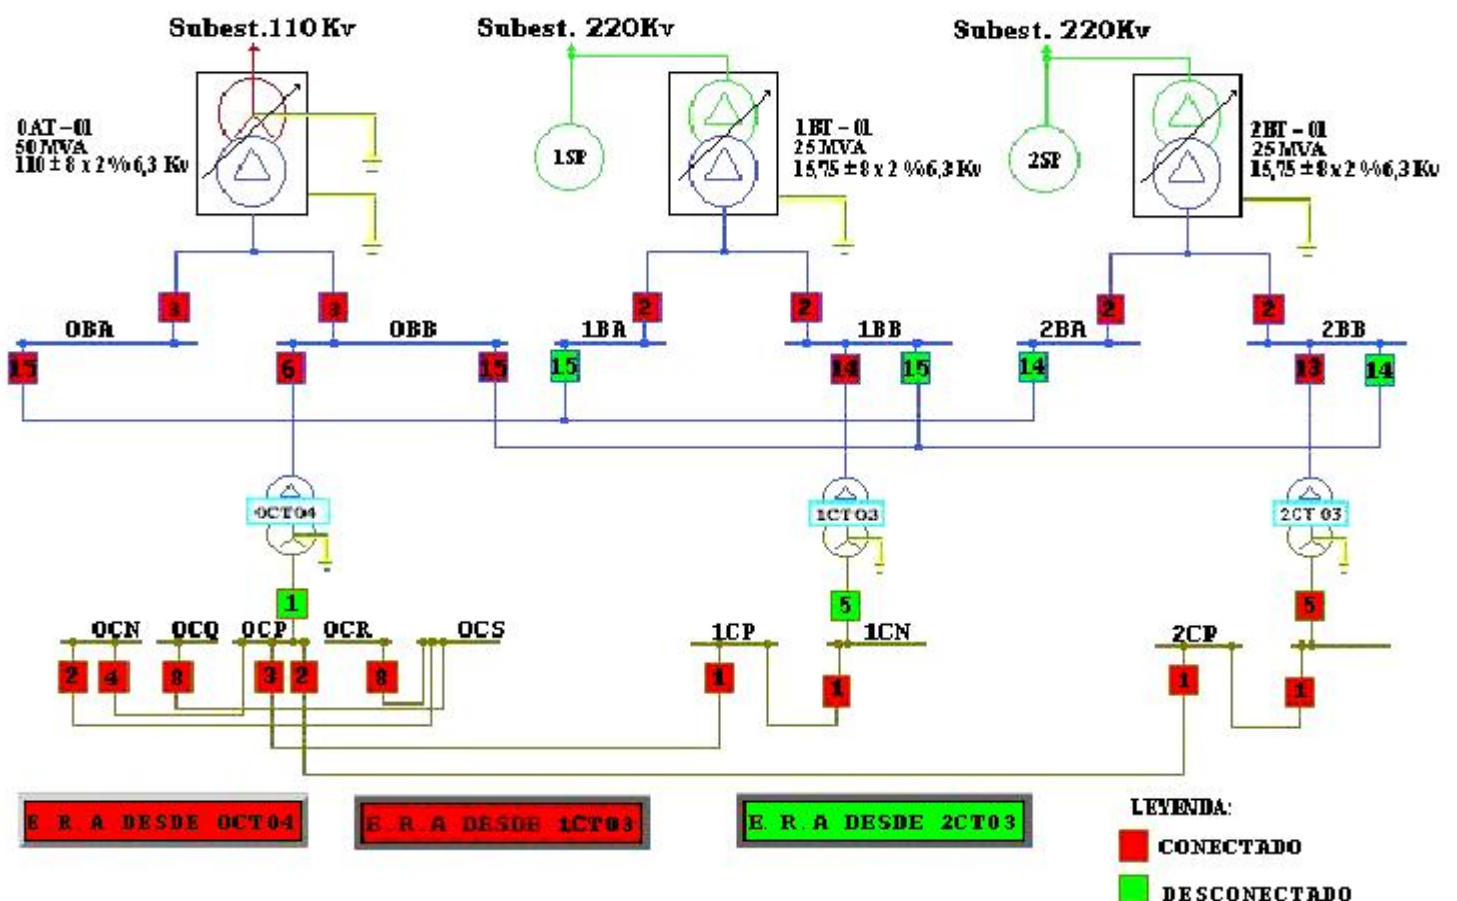 Subest.110 Kv
Subest. 220Kv
Subest. 220Kv
0AT-01
50 MVA
110 ± 8 x 2 % 6,3 Kv
1SP
1BT-01
25 MVA
15,75 ± 8 x 2 % 6,3 Kv
2SP
2BT-01
25 MVA
15,75 ± 8 x 2 % 6,3 Kv
3 3 2 2 2 2
0BA 0BB 1BA 1BB 2BA 2BB
15 6 15 15 14 15 14 13 14
0CT04 1CT03 2CT 03
1 5 5
0CN 0CQ 0CP 0CR 0CS 1CP 1CN 2CP
2 4 8 3 2 8 1 1 1 1
E R.A DESDE 0CT04
E.R.A DESDE 1CT03
E. R. A DESDE 2CT03
LEYENDA:
CONECTADO
DESCONECTADO